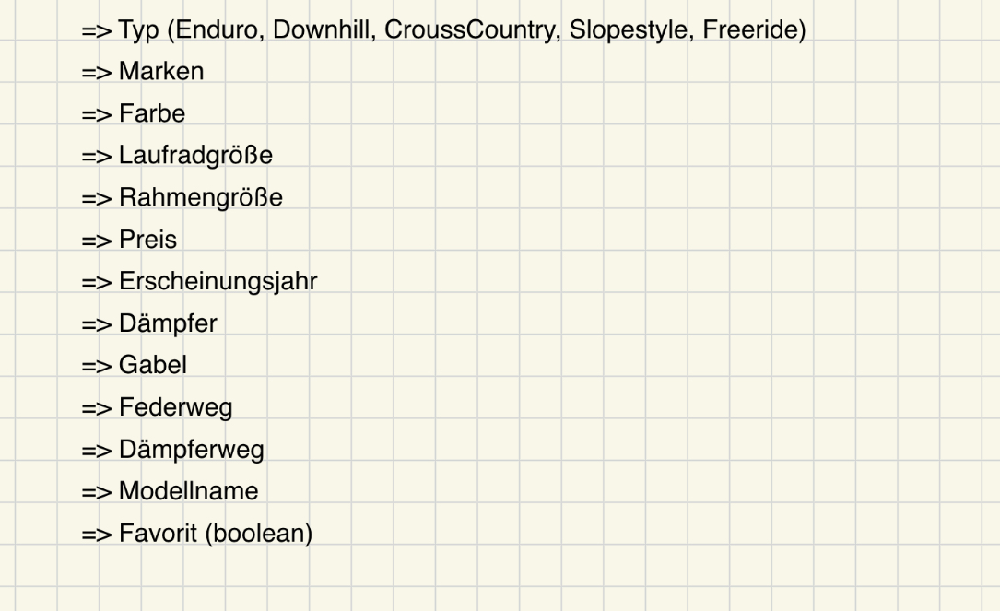 => Typ (Enduro, Downhill, CroussCountry, Slopestyle, Freeride)
=> Marken
=> Farbe
=> Laufradgröße
=> Rahmengröße
=> Preis
=> Erscheinungsjahr
=> Dämpfer
=> Gabel
=> Federweg
=> Dämpferweg
=> Modellname
=> Favorit (boolean)